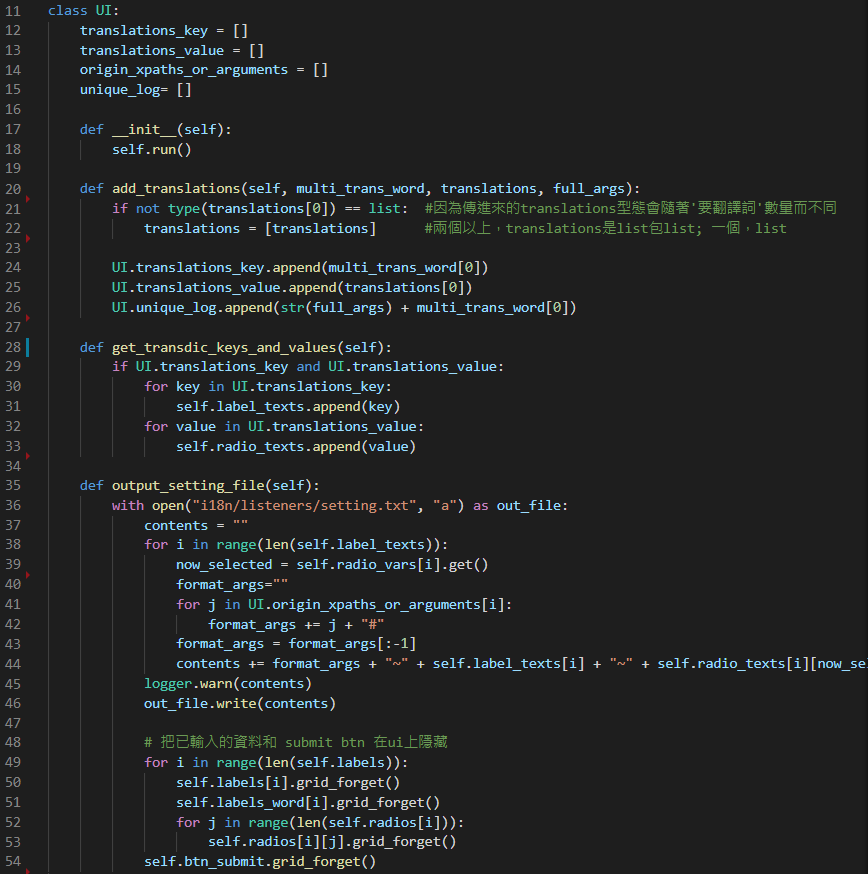 11 class UI:
12     translations_key = []
13     translations_value = []
14     origin_xpaths_or_arguments = []
15     unique_log= []
16
17     def __init__(self):
18         self.run()
19
20     def add_translations(self, multi_trans_word, translations, full_args):
21         if not type(translations[0]) == list:  #因為傳進來的translations型態會隨著'要翻譯詞'數量而不同
22             translations = [translations]      #兩個以上，translations是list包list; 一個，list
23
24         UI.translations_key.append(multi_trans_word[0])
25         UI.translations_value.append(translations[0])
26         UI.unique_log.append(str(full_args) + multi_trans_word[0])
27
28     def get_transdic_keys_and_values(self):
29         if UI.translations_key and UI.translations_value:
30             for key in UI.translations_key:
31                 self.label_texts.append(key)
32             for value in UI.translations_value:
33                 self.radio_texts.append(value)
34
35     def output_setting_file(self):
36         with open("i18n/listeners/setting.txt", "a") as out_file:
37             contents = ""
38             for i in range(len(self.label_texts)):
39                 now_selected = self.radio_vars[i].get()
40                 format_args=""
41                 for j in UI.origin_xpaths_or_arguments[i]:
42                     format_args += j + "#"
43                 format_args = format_args[:-1]
44                 contents += format_args + "~" + self.label_texts[i] + "~" + self.radio_texts[i][now_se
45             logger.warn(contents)
46             out_file.write(contents)
47
48             # 把已輸入的資料和 submit btn 在ui上隱藏
49             for i in range(len(self.labels)):
50                 self.labels[i].grid_forget()
51                 self.labels_word[i].grid_forget()
52                 for j in range(len(self.radios[i])):
53                     self.radios[i][j].grid_forget()
54             self.btn_submit.grid_forget()